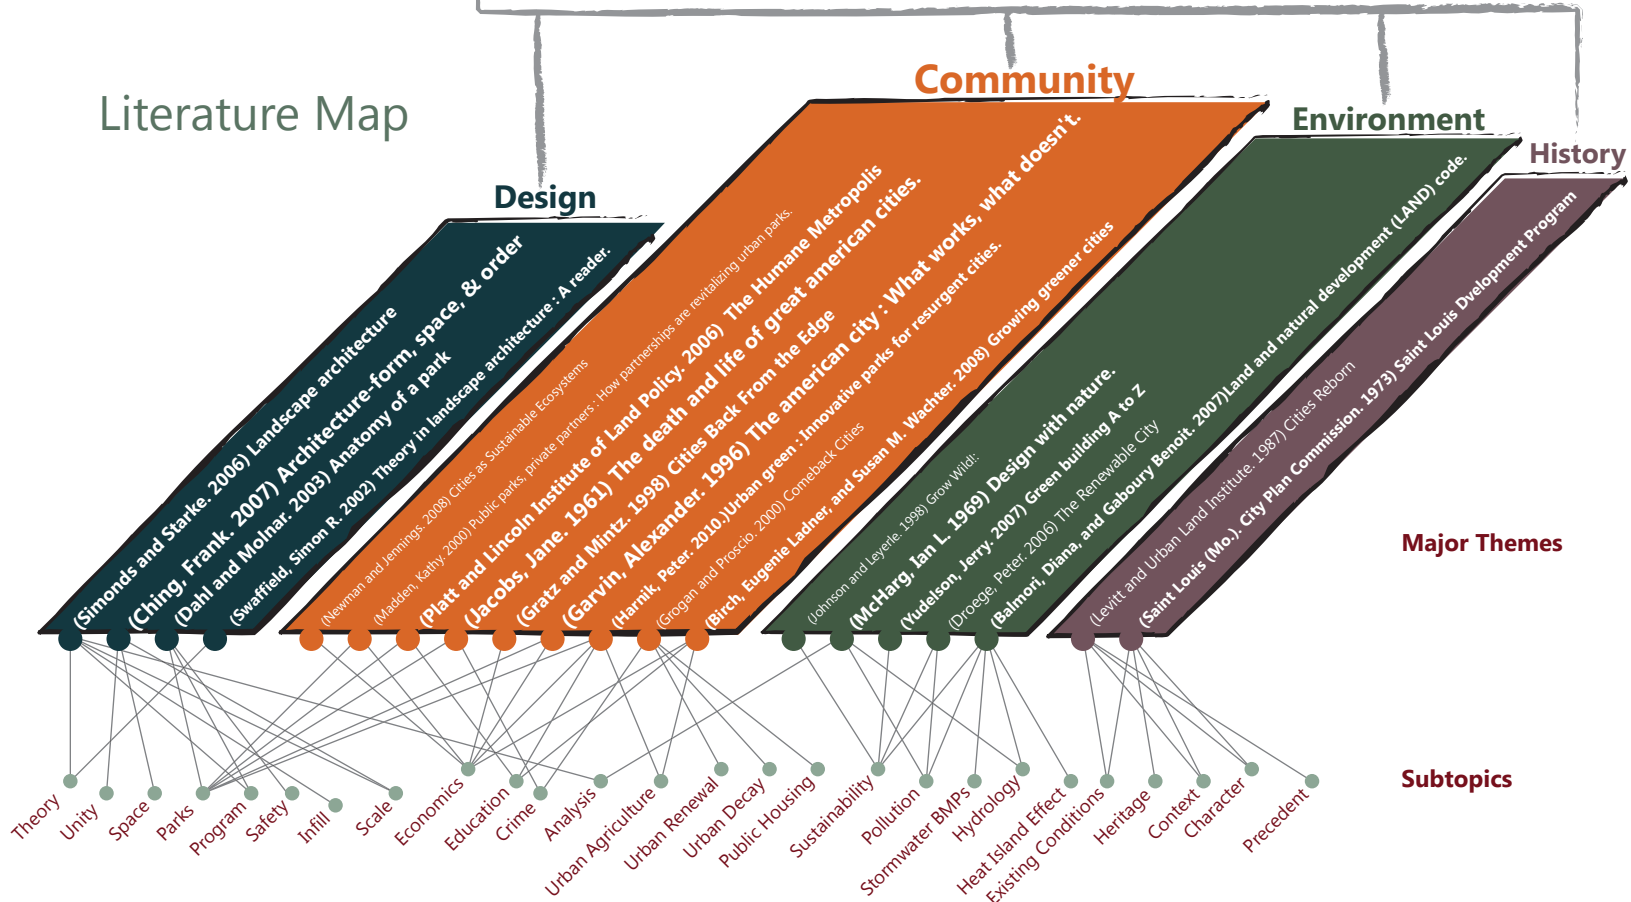 Literature Map
Design
Community
Environment
History
(Simonds and Starke. 2006) Landscape architecture
(Ching, Frank. 2007) Architecture-form, space, & order
(Dahl and Molnar. 2003) Anatomy of a park
(Swaffield, Simon R. 2002) Theory in landscape architecture : A reader.
(Newman and Jennings. 2008) Cities as Sustainable Ecosystems
(Madden, Kathy. 2000) Public parks, private partners : How partnerships are revitalizing urban parks.
(Platt and Lincoln Institute of Land Policy. 2006) The Humane Metropolis
(Jacobs, Jane. 1961) The death and life of great american cities.
(Gratz and Mintz. 1998) Cities Back From the Edge
(Garvin, Alexander. 1996) The american city : What works, what doesn't.
(Harnik, Peter. 2010.)Urban green : Innovative parks for resurgent cities.
(Grogan and Proscio. 2000) Comeback Cities
(Birch, Eugenie Ladner, and Susan M. Wachter. 2008) Growing greener cities
(Johnson and Leyerle. 1998) Grow Wild!:
(McHarg, Ian L. 1969) Design with nature.
(Yudelson, Jerry. 2007) Green building A to Z
(Droege, Peter. 2006) The Renewable City
(Balmori, Diana, and Gaboury Benoit. 2007)Land and natural development (LAND) code.
(Levitt and Urban Land Institute. 1987) Cities Reborn
(Saint Louis (Mo.). City Plan Commission. 1973) Saint Louis Dvelopment Program
Major Themes
Subtopics
Theory
Unity
Space
Parks
Program
Safety
Infill
Scale
Economics
Education
Crime
Analysis
Urban Agriculture
Urban Renewal
Urban Decay
Public Housing
Sustainability
Pollution
Stormwater BMPs
Hydrology
Heat Island Effect
Existing Conditions
Heritage
Context
Character
Precedent